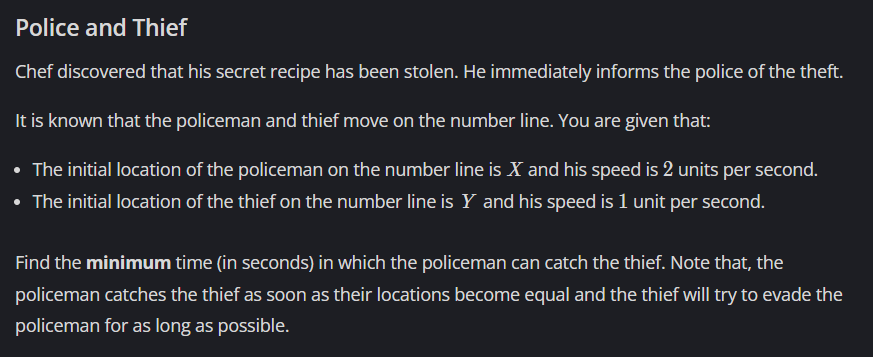 Police and Thief
Chef discovered that his secret recipe has been stolen. He immediately informs the police of the theft.
It is known that the policeman and thief move on the number line. You are given that:
• The initial location of the policeman on the number line is X and his speed is 2 units per second.
• The initial location of the thief on the number line is Y and his speed is 1 unit per second.
Find the minimum time (in seconds) in which the policeman can catch the thief. Note that, the
policeman catches the thief as soon as their locations become equal and the thief will try to evade the
policeman for as long as possible.